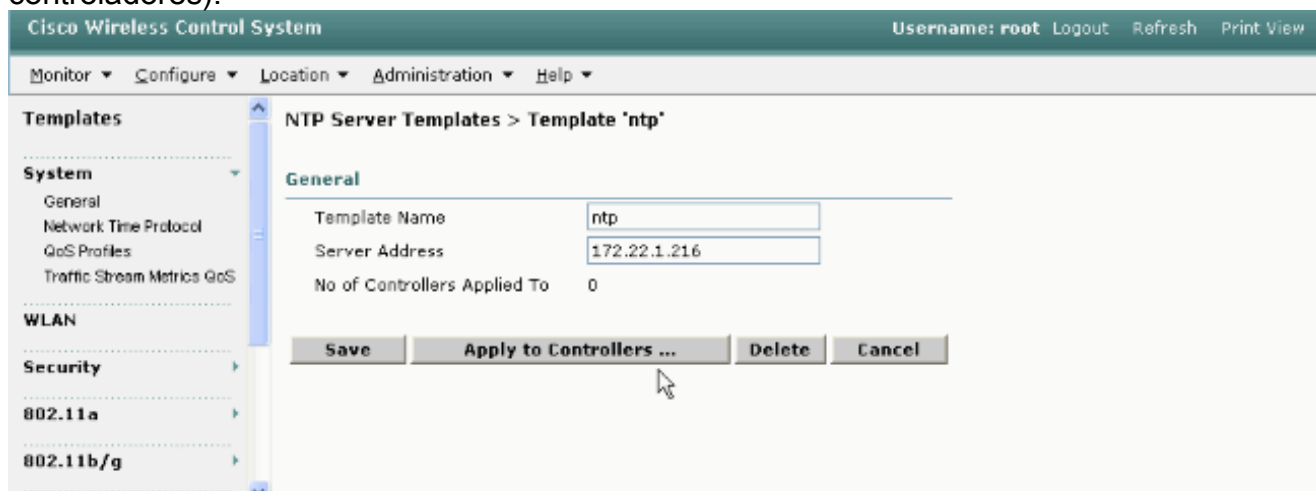 controladores).
Cisco Wireless Control System Username: root Logout Refresh Print View
Monitor Configure Location Administration Help
Templates
System
General
Network Time Protocol
QoS Profiles
Traffic Stream Metrics QoS
WLAN
Security
802.11a
802.11b/g
NTP Server Templates > Template 'ntp'
General
Template Name ntp
Server Address 172.22.1.216
No of Controllers Applied To 0
Save Apply to Controllers ... Delete Cancel